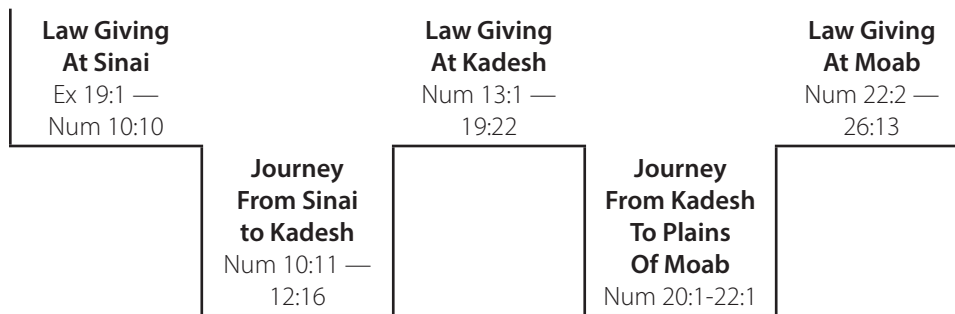 Law Giving
At Sinai
Ex 19:1 —
Num 10:10
Journey
From Sinai
to Kadesh
Num 10:11 —
12:16
Law Giving
At Kadesh
Num 13:1 —
19:22
Journey
From Kadesh
To Plains
Of Moab
Num 20:1-22:1
Law Giving
At Moab
Num 22:2 —
26:13